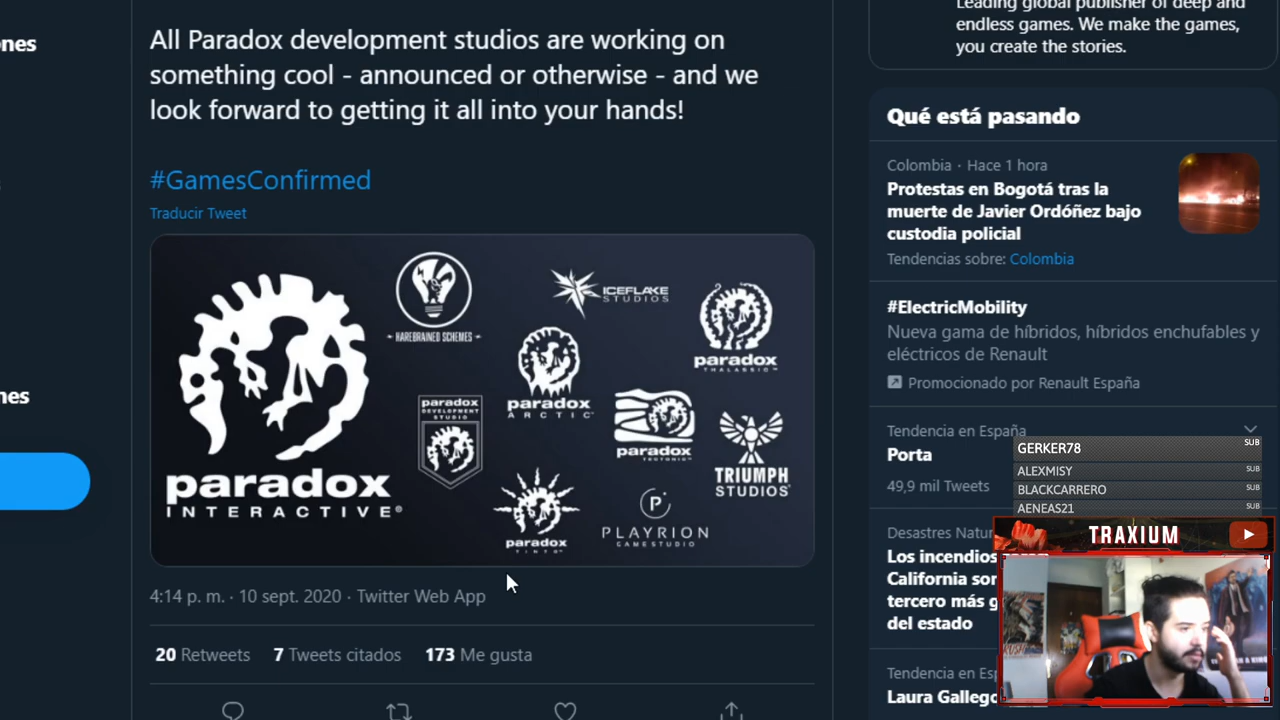 ones
nes
All Paradox development studios are working on
something cool - announced or otherwise - and we
look forward to getting it all into your hands!
#GamesConfirmed
Traducir Tweet
HAREBRAINED SCHEMES
ICEFLAKE
STUDIOS
paradox
THALASSIC
paradox
ARCTIC
paradox
DEVELOPMENT
STUDIO
paradox
TECTONIC
TRIUMPH
STUDIOS
paradox
INTERACTIVE®
paradox
TINTO
P
PLAYRION
GAME STUDIO
4:14 p. m. · 10 sept. 2020 · Twitter Web App
20 Retweets 7 Tweets citados 173 Me gusta
Leading global publisher of deep and
endless games. We make the games,
you create the stories.
Qué está pasando
Colombia · Hace 1 hora
Protestas en Bogotá tras la
muerte de Javier Ordóñez bajo
custodia policial
Tendencias sobre: Colombia
#ElectricMobility
Nueva gama de híbridos, híbridos enchufables y
eléctricos de Renault
Promocionado por Renault España
Tendencia en España
Porta
49,9 mil Tweets
GERKER78 SUB
ALEXMISY SUB
BLACKCARRERO SUB
AENEAS21 SUB
TRAXIUM
Desastres Natur
Los incendios
California son
tercero más g
del estado
Tendencia en Esp
Laura Gallego